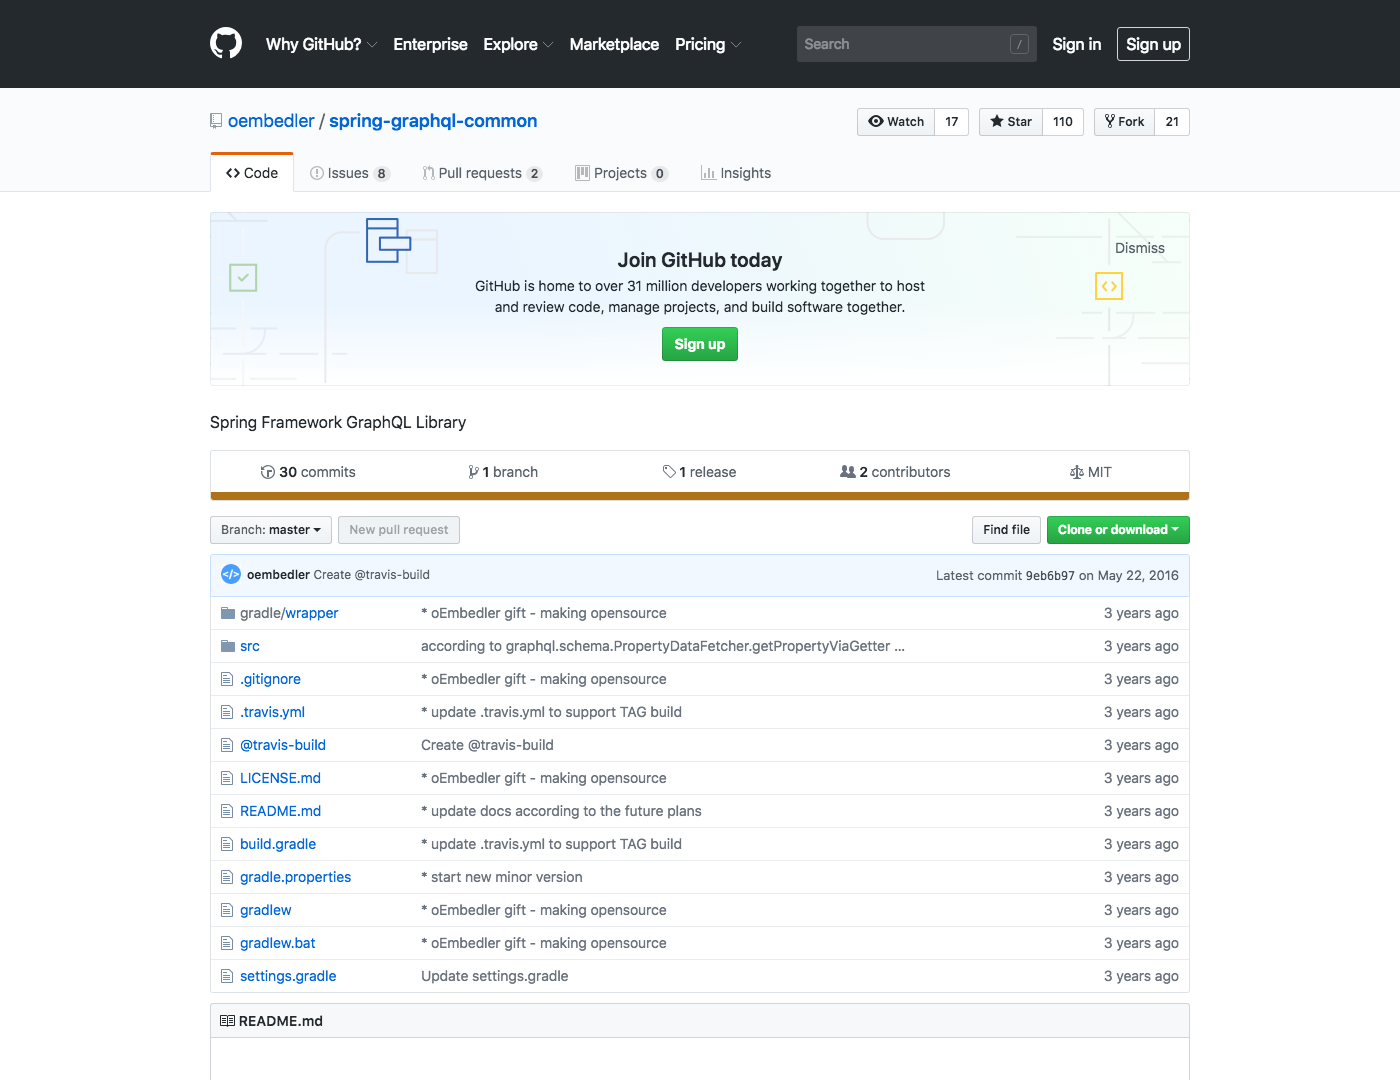 Why GitHub? Enterprise Explore Marketplace Pricing Search / Sign in Sign up
oembedler / spring-graphql-common Watch 17 Star 110 Fork 21
Code Issues 8 Pull requests 2 Projects 0 Insights
Dismiss
Join GitHub today
GitHub is home to over 31 million developers working together to host
and review code, manage projects, and build software together.
Sign up
Spring Framework GraphQL Library
30 commits 1 branch 1 release 2 contributors MIT
Branch: master New pull request Find file Clone or download
oembedler Create @travis-build Latest commit 9eb6b97 on May 22, 2016
gradle/wrapper * oEmbedler gift - making opensource 3 years ago
src according to graphql.schema.PropertyDataFetcher.getPropertyViaGetter … 3 years ago
.gitignore * oEmbedler gift - making opensource 3 years ago
.travis.yml * update .travis.yml to support TAG build 3 years ago
@travis-build Create @travis-build 3 years ago
LICENSE.md * oEmbedler gift - making opensource 3 years ago
README.md * update docs according to the future plans 3 years ago
build.gradle * update .travis.yml to support TAG build 3 years ago
gradle.properties * start new minor version 3 years ago
gradlew * oEmbedler gift - making opensource 3 years ago
gradlew.bat * oEmbedler gift - making opensource 3 years ago
settings.gradle Update settings.gradle 3 years ago
README.md